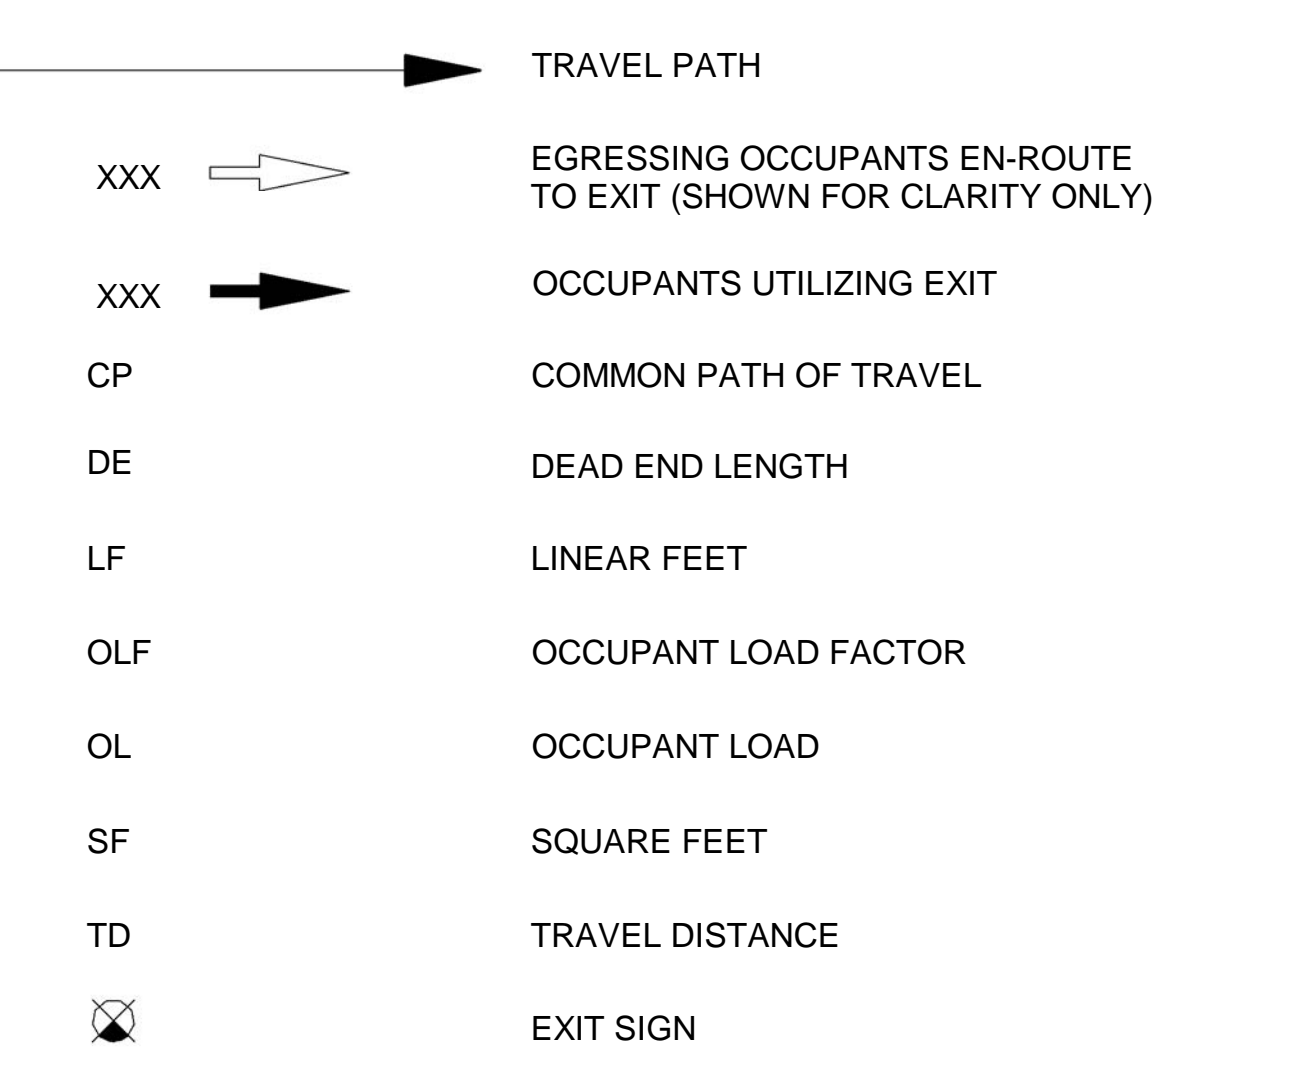 TRAVEL PATH
XXX EGRESSING OCCUPANTS EN-ROUTE
TO EXIT (SHOWN FOR CLARITY ONLY)
XXX OCCUPANTS UTILIZING EXIT
CP COMMON PATH OF TRAVEL
DE DEAD END LENGTH
LF LINEAR FEET
OLF OCCUPANT LOAD FACTOR
OL OCCUPANT LOAD
SF SQUARE FEET
TD TRAVEL DISTANCE
EXIT SIGN